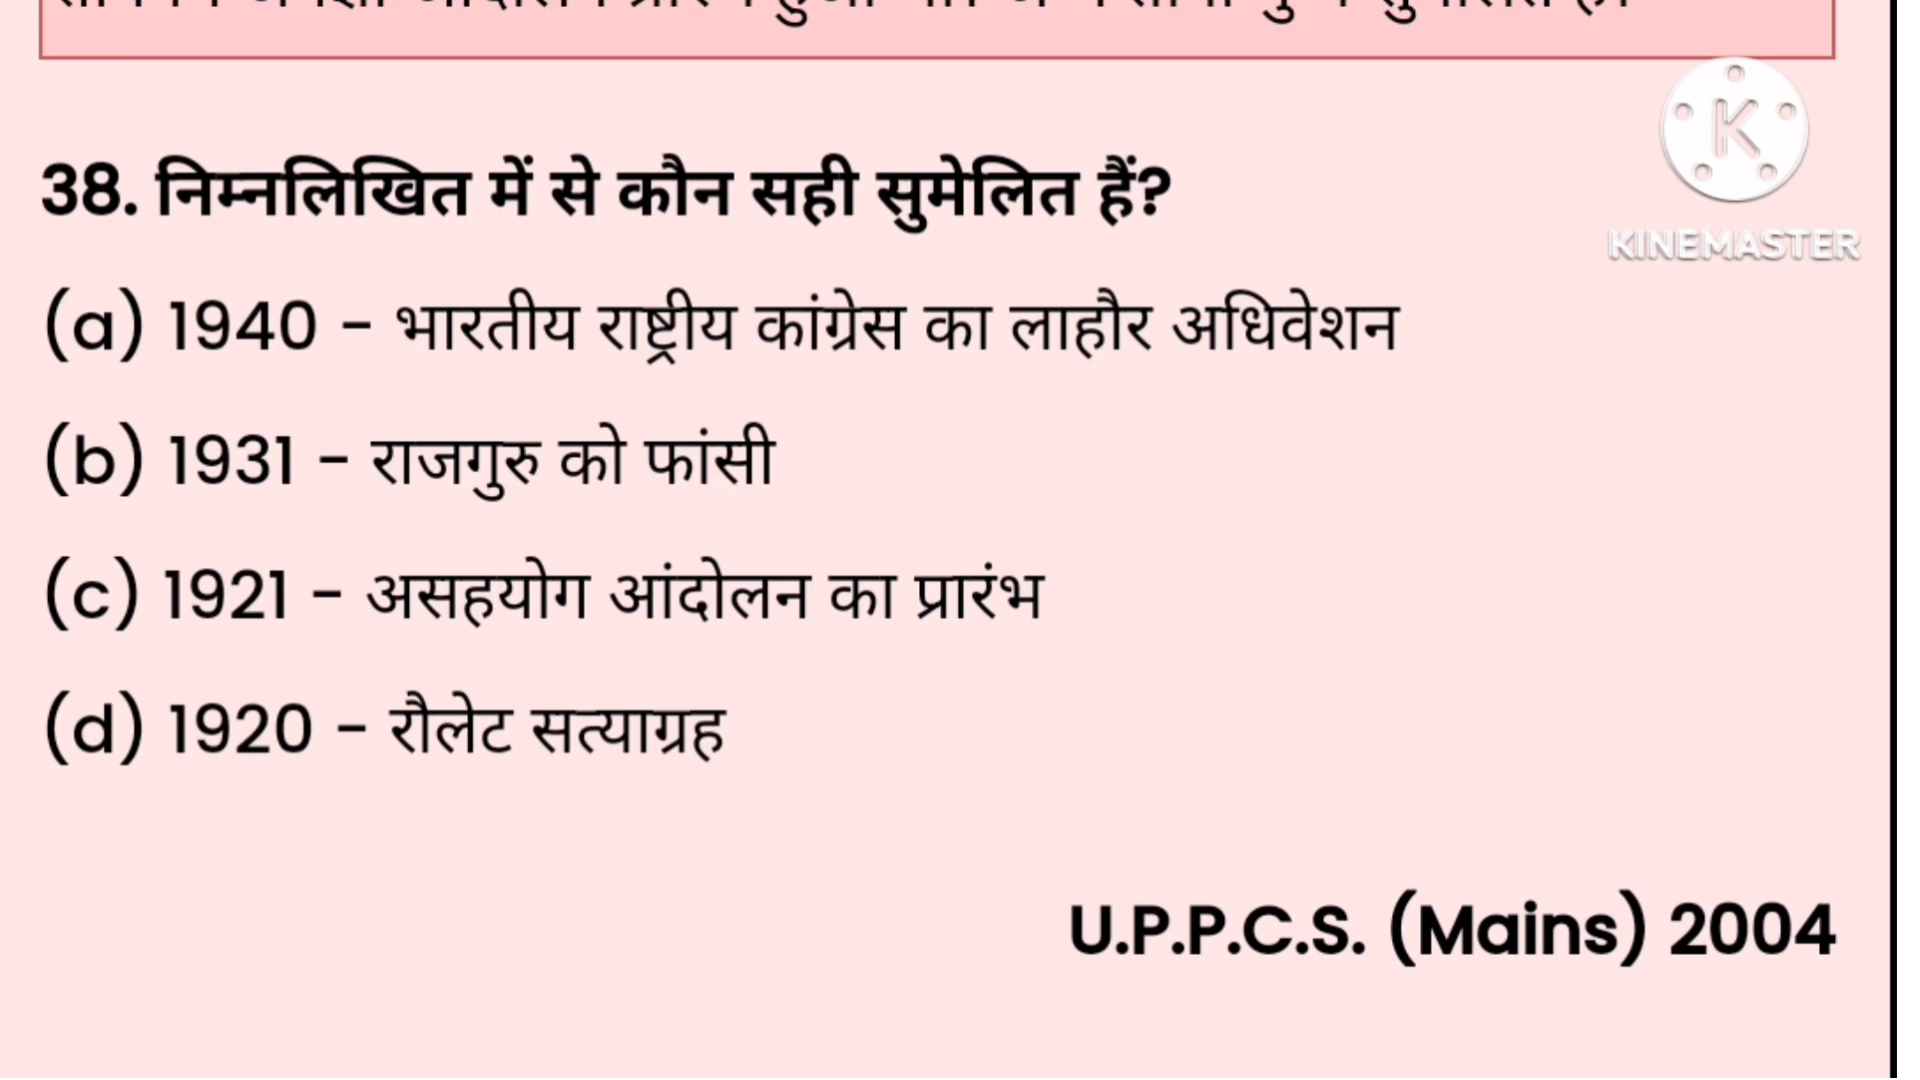 K
KINEMASTER
38. निम्नलिखित में से कौन सही सुमेलित हैं?
(a) 1940 - भारतीय राष्ट्रीय कांग्रेस का लाहौर अधिवेशन
(b) 1931 - राजगुरु को फांसी
(c) 1921 - असहयोग आंदोलन का प्रारंभ
(d) 1920 - रौलेट सत्याग्रह
U.P.P.C.S. (Mains) 2004